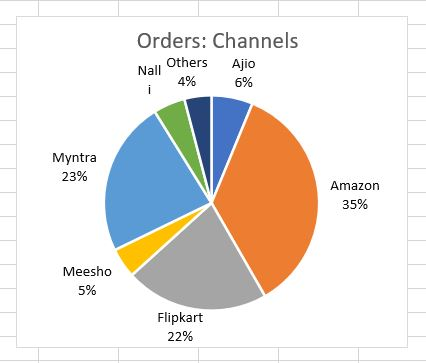 Orders: Channels
Others
4%
Ajio
6%
Nall
i
Amazon
35%
Myntra
23%
Meesho
5%
Flipkart
22%